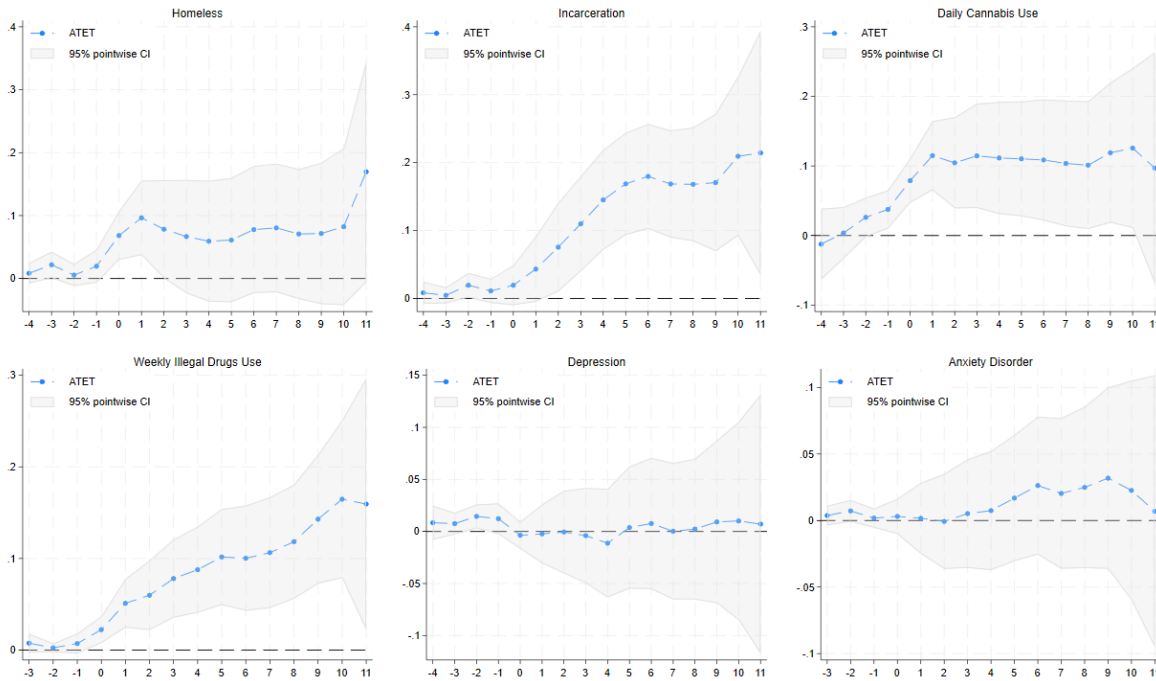 Homeless
.4
ATET
95% pointwise CI
.3
.2
.1
0
-4 -3 -2 -1 0 1 2 3 4 5 6 7 8 9 10 11
Incarceration
.4
ATET
95% pointwise CI
.3
.2
.1
0
-4 -3 -2 -1 0 1 2 3 4 5 6 7 8 9 10 11
Daily Cannabis Use
.3
ATET
95% pointwise CI
.2
.1
0
-.1
-4 -3 -2 -1 0 1 2 3 4 5 6 7 8 9 10 11
Weekly Illegal Drugs Use
.3
ATET
95% pointwise CI
.2
.1
0
-3 -2 -1 0 1 2 3 4 5 6 7 8 9 10 11
Depression
.15
ATET
95% pointwise CI
.1
.05
0
-.05
-.1
-4 -3 -2 -1 0 1 2 3 4 5 6 7 8 9 10 11
Anxiety Disorder
.1
ATET
95% pointwise CI
.05
0
-.05
-.1
-3 -2 -1 0 1 2 3 4 5 6 7 8 9 10 11